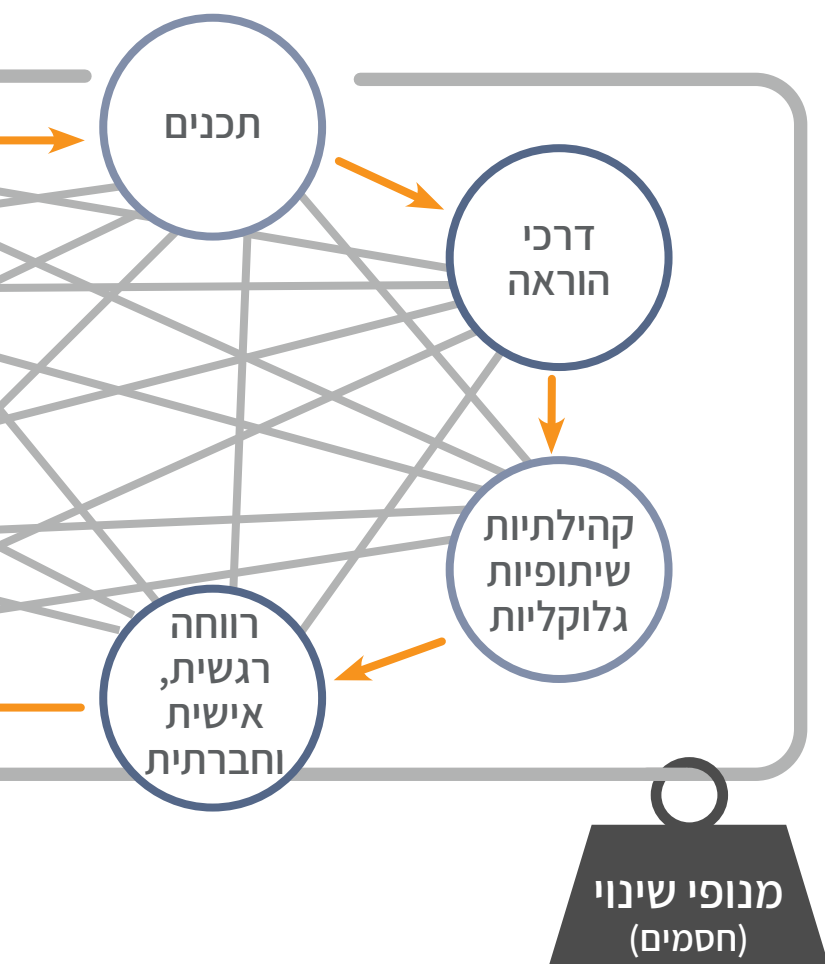 תכנים
דרכי
הוראה
קהילתיות
שיתופיות
גלוקליות
רווחה
רגשית,
אישית
וחברתית
מנופי שינוי
(חסמים)